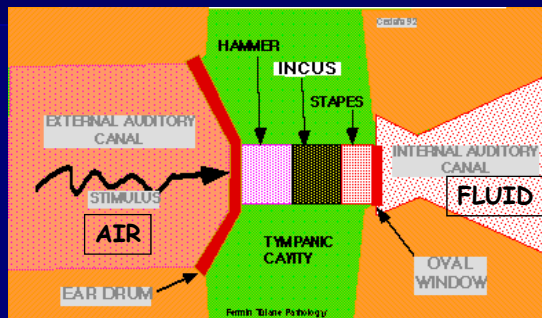 Cedafa 92
HAMMER
INCUS
STAPES
EXTERNAL AUDITORY
CANAL
INTERNAL AUDITORY
CANAL
STIMULUS
FLUID
AIR
TYMPANIC
CAVITY
OVAL
WINDOW
EAR DRUM
Fermin Tulane Pathology